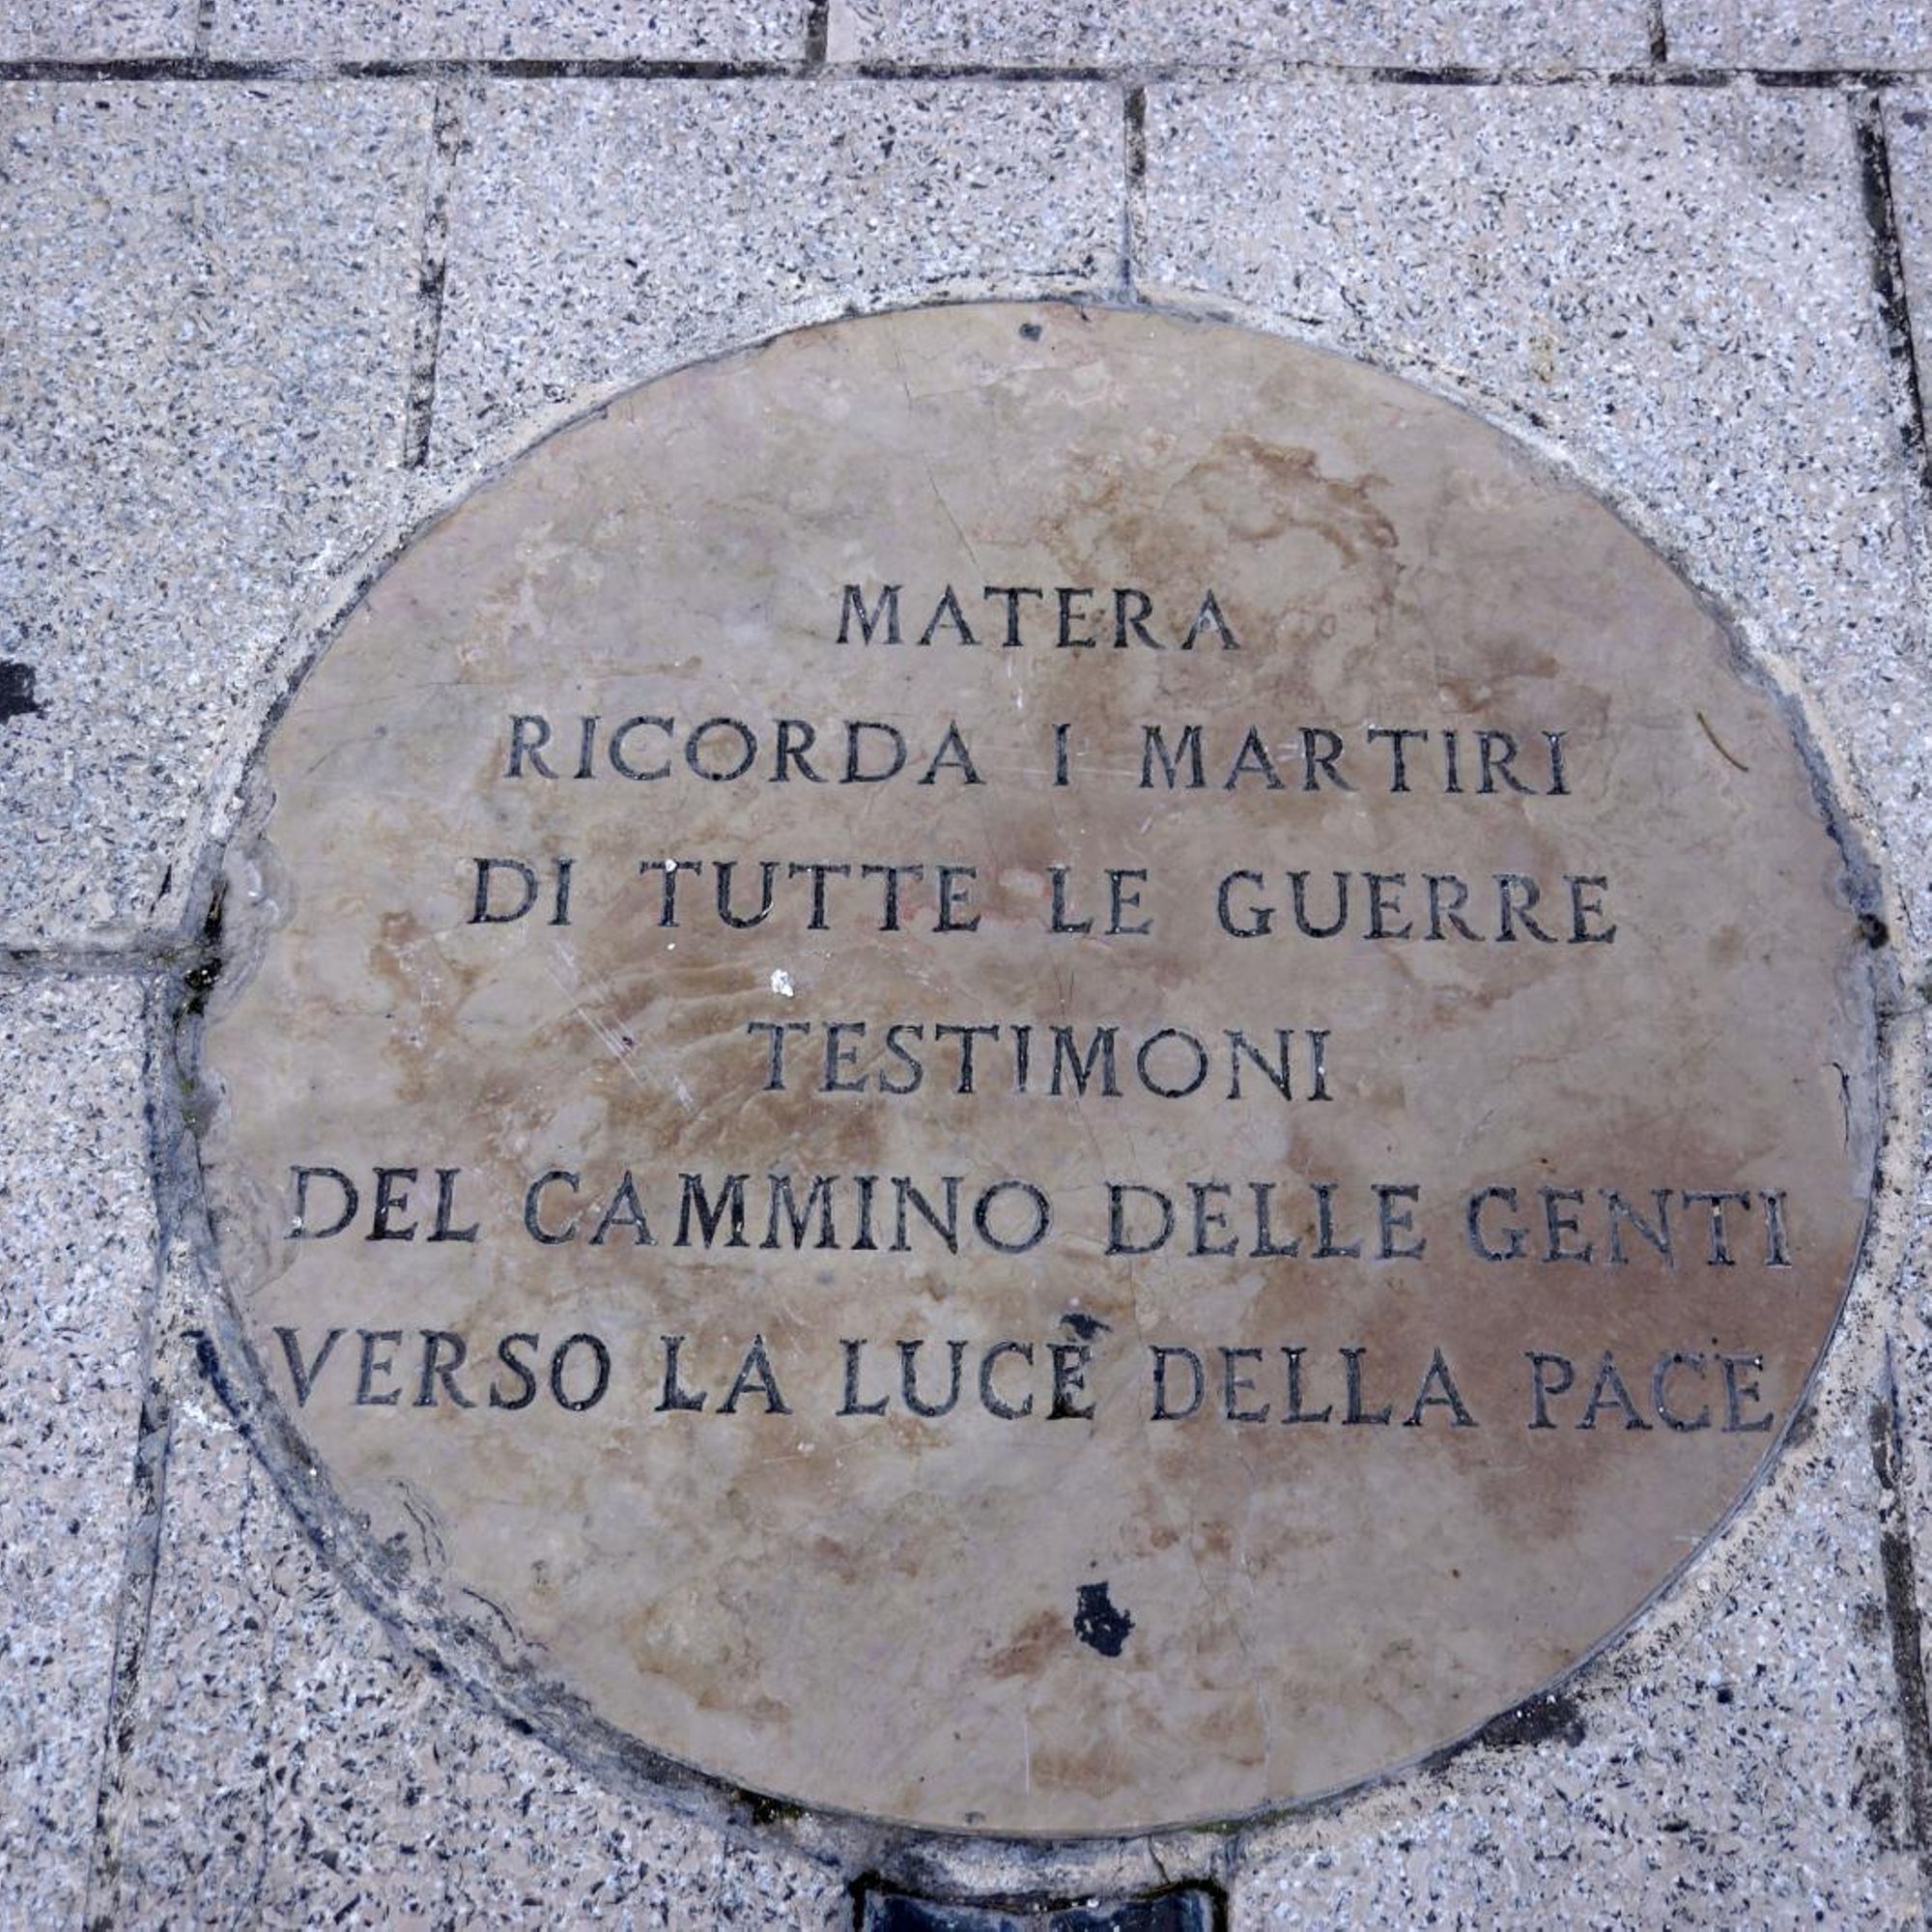 MATERA
RICORDA I MARTIRI
DI TUTTE LE GUERRE
TESTIMONI
DEL CAMMINO DELLE GENTI
VERSO LA LUCE DELLA PACE